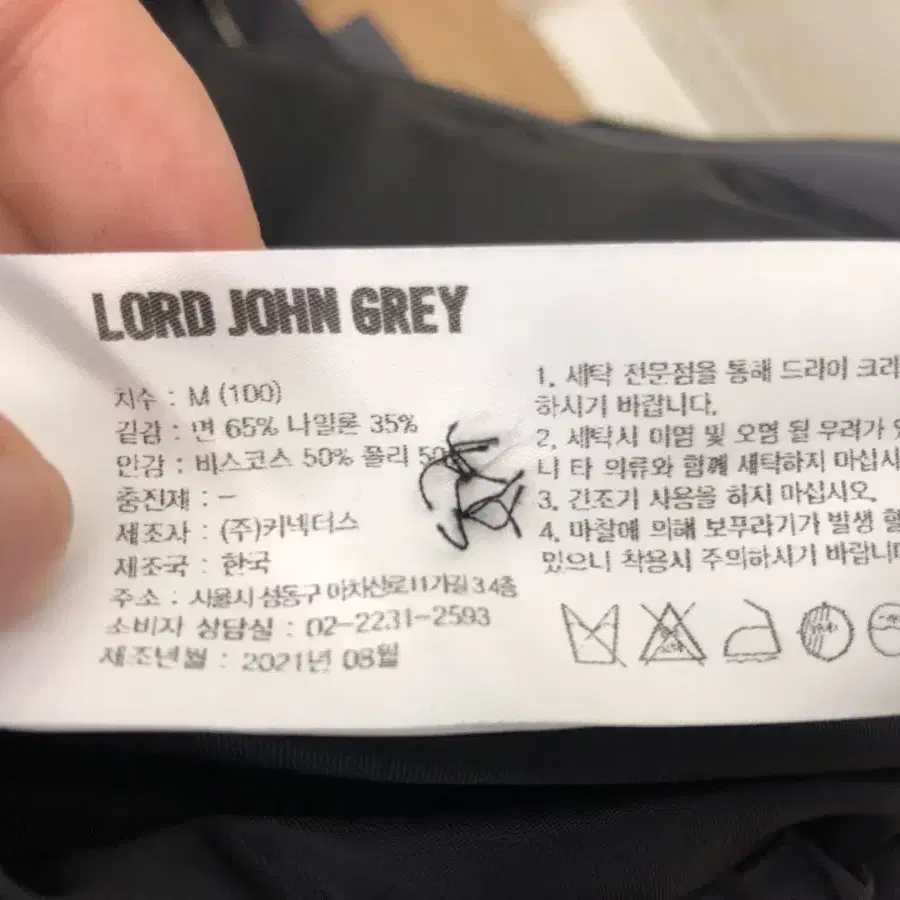 LORD JOHN GREY
치수 : M (100)
겉감 : 면 65% 나일론 35%
안감 : 비스코스 50% 폴리 50
충진재 : -
제조사 : (주)커넥터스
제조국 : 한국
주소 : 서울시 성동구 아차산로11가길 3 4층
소비자 상담실 : 02-2231-2593
제조년월 : 2021년 08월
1. 세탁 전문점을 통해 드라이 크리
하시기 바랍니다.
2. 세탁시 이염 및 오염 될 우려가 있
니 타 의류와 함께 세탁하지 마십시
3. 건조기 사용을 하지 마십시오.
4. 마찰에 의해 보푸라기가 발생 할
있으니 착용시 주의하시기 바랍니다